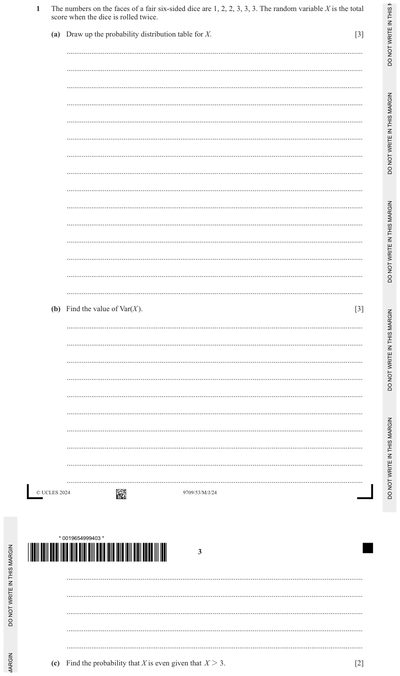 1 The numbers on the faces of a fair six-sided dice are 1, 2, 2, 3, 3, 3. The random variable X is the total
score when the dice is rolled twice.
(a) Draw up the probability distribution table for X. [3]
(b) Find the value of Var(X). [3]
© UCLES 2024 9709/53/M/J/24
DO NOT WRITE IN THIS M
DO NOT WRITE IN THIS MARGIN
DO NOT WRITE IN THIS MARGIN
DO NOT WRITE IN THIS MARGIN
DO NOT WRITE IN THIS MARGIN
* 0019654999403 *
3
(c) Find the probability that X is even given that X > 3. [2]
DO NOT WRITE IN THIS MARGIN
MARGIN